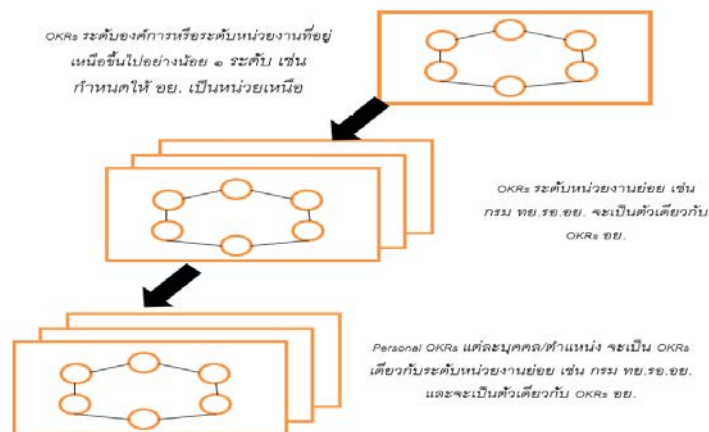 OKRs ระดับองค์การหรือระดับหน่วยงานที่อยู่
เหนือขึ้นไปอย่างน้อย ๑ ระดับ เช่น
กำหนดให้ อย. เป็นหน่วยเหนือ
OKRs ระดับหน่วยงานย่อย เช่น
กรม ทย.รอ.อย. จะเป็นตัวเดียวกับ
OKRs อย.
Personal OKRs แต่ละบุคคล/ตำแหน่ง จะเป็น OKRs
เดียวกับระดับหน่วยงานย่อย เช่น กรม ทย.รอ.อย.
และจะเป็นตัวเดียวกับ OKRs อย.